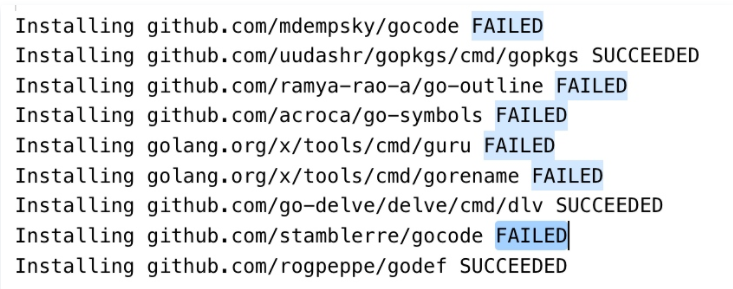 Installing github.com/mdempsky/gocode FAILED
Installing github.com/uudashr/gopkgs/cmd/gopkgs SUCCEEDED
Installing github.com/ramya-rao-a/go-outline FAILED
Installing github.com/acroca/go-symbols FAILED
Installing golang.org/x/tools/cmd/guru FAILED
Installing golang.org/x/tools/cmd/gorename FAILED
Installing github.com/go-delve/delve/cmd/dlv SUCCEEDED
Installing github.com/stamblerre/gocode FAILED
Installing github.com/rogpeppe/godef SUCCEEDED